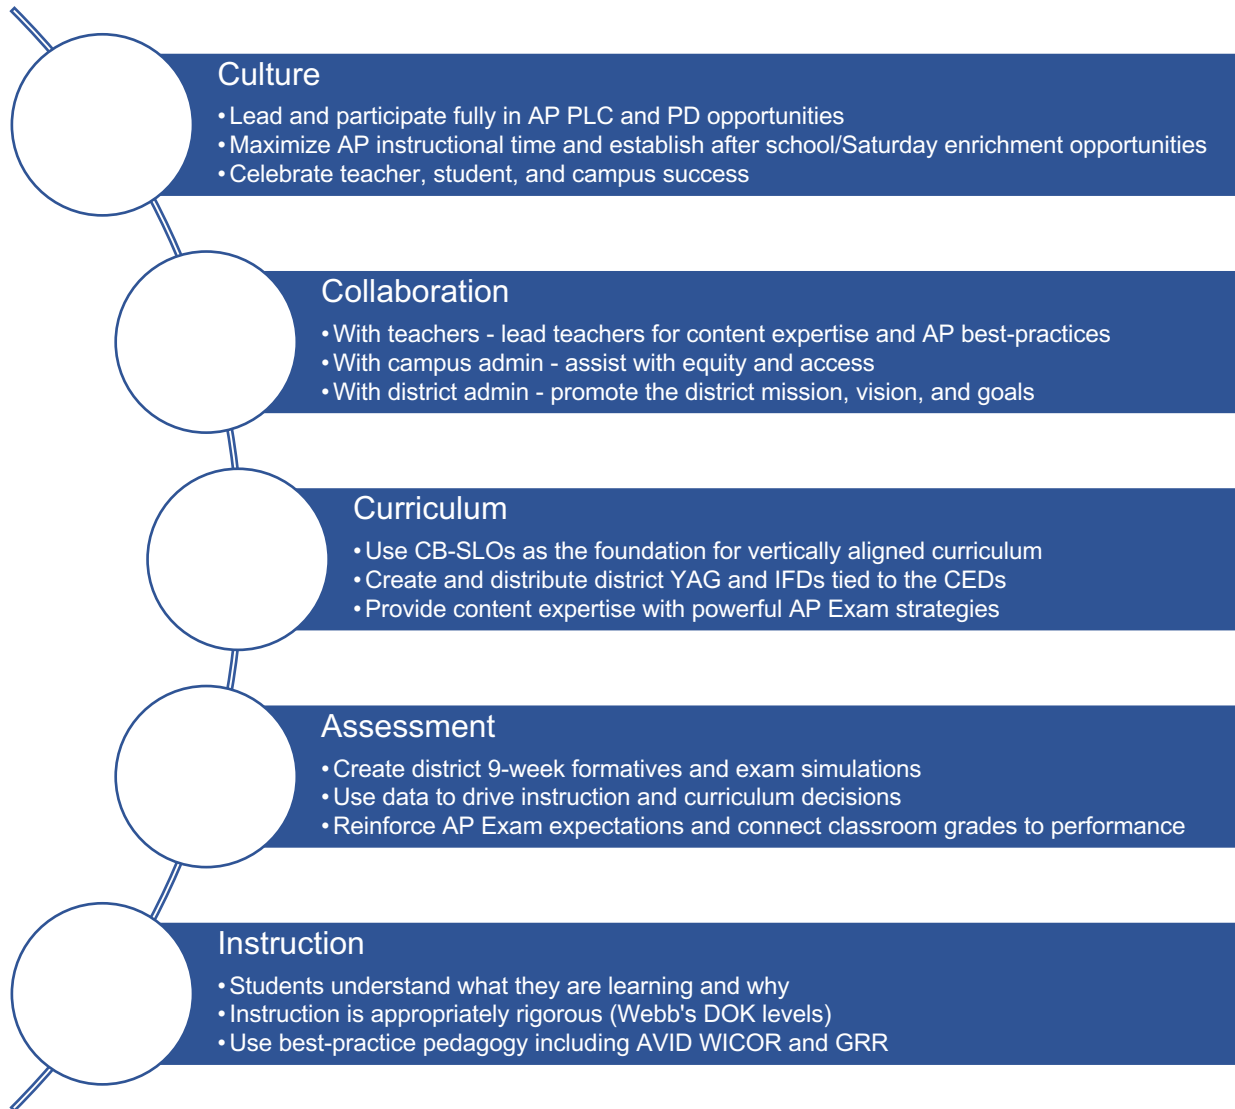 Culture
• Lead and participate fully in AP PLC and PD opportunities
• Maximize AP instructional time and establish after school/Saturday enrichment opportunities
• Celebrate teacher, student, and campus success
Collaboration
• With teachers - lead teachers for content expertise and AP best-practices
• With campus admin - assist with equity and access
• With district admin - promote the district mission, vision, and goals
Curriculum
• Use CB-SLOs as the foundation for vertically aligned curriculum
• Create and distribute district YAG and IFDs tied to the CEDs
• Provide content expertise with powerful AP Exam strategies
Assessment
• Create district 9-week formatives and exam simulations
• Use data to drive instruction and curriculum decisions
• Reinforce AP Exam expectations and connect classroom grades to performance
Instruction
• Students understand what they are learning and why
• Instruction is appropriately rigorous (Webb's DOK levels)
• Use best-practice pedagogy including AVID WICOR and GRR